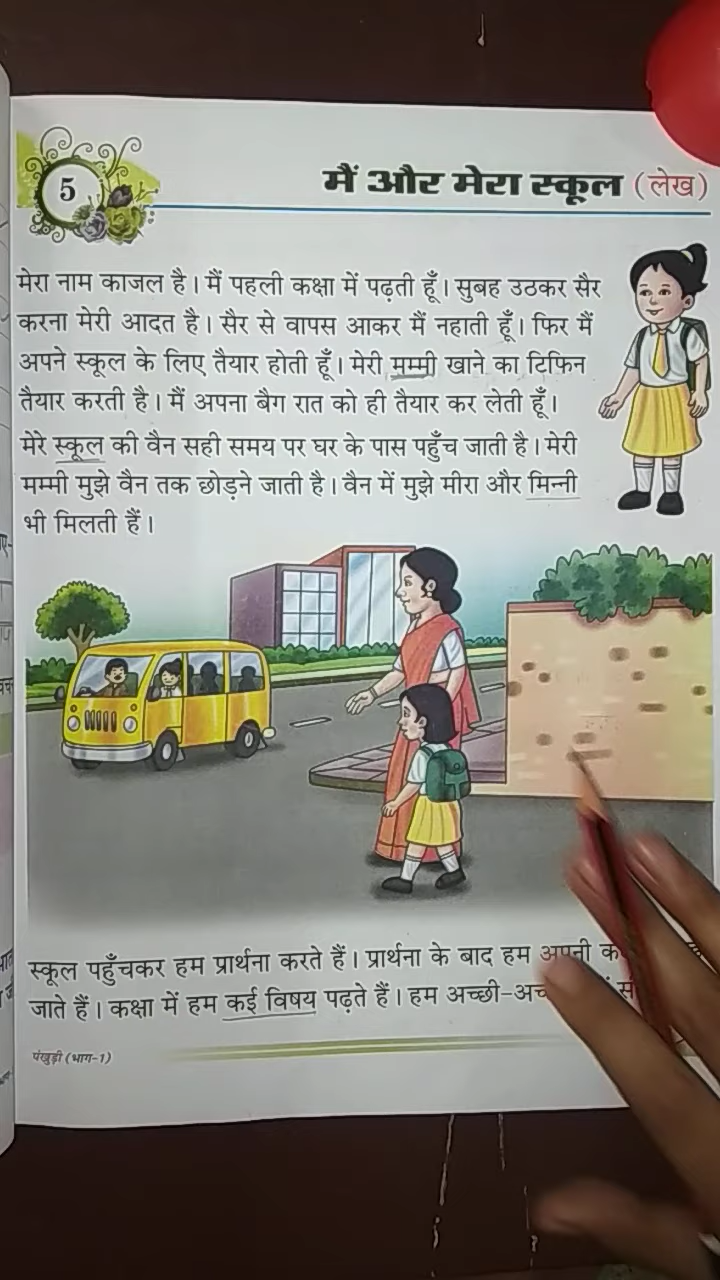 5
मैं और मेरा स्कूल (लेख)
मेरा नाम काजल है। मैं पहली कक्षा में पढ़ती हूँ। सुबह उठकर सैर
करना मेरी आदत है। सैर से वापस आकर मैं नहाती हूँ। फिर मैं
अपने स्कूल के लिए तैयार होती हूँ। मेरी मम्मी खाने का टिफिन
तैयार करती है। मैं अपना बैग रात को ही तैयार कर लेती हूँ।
मेरे स्कूल की वैन सही समय पर घर के पास पहुँच जाती है। मेरी
मम्मी मुझे वैन तक छोड़ने जाती है। वैन में मुझे मीरा और मिन्नी
भी मिलती हैं।
स्कूल पहुँचकर हम प्रार्थना करते हैं। प्रार्थना के बाद हम अपनी
जाते हैं। कक्षा में हम कई विषय पढ़ते हैं। हम
पंखुड़ी (भाग-1)